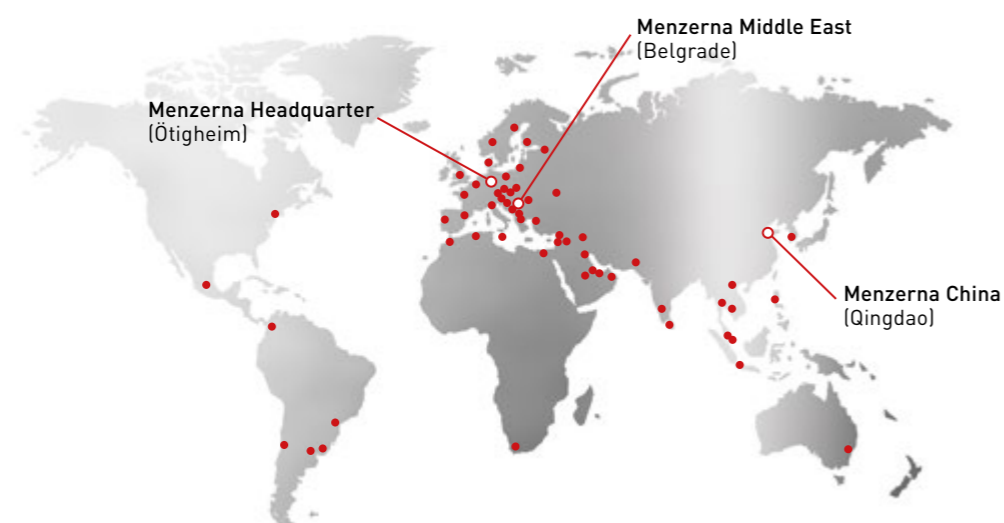 Menzerna Middle East
(Belgrade)
Menzerna Headquarter
(Ötigheim)
Menzerna China
(Qingdao)